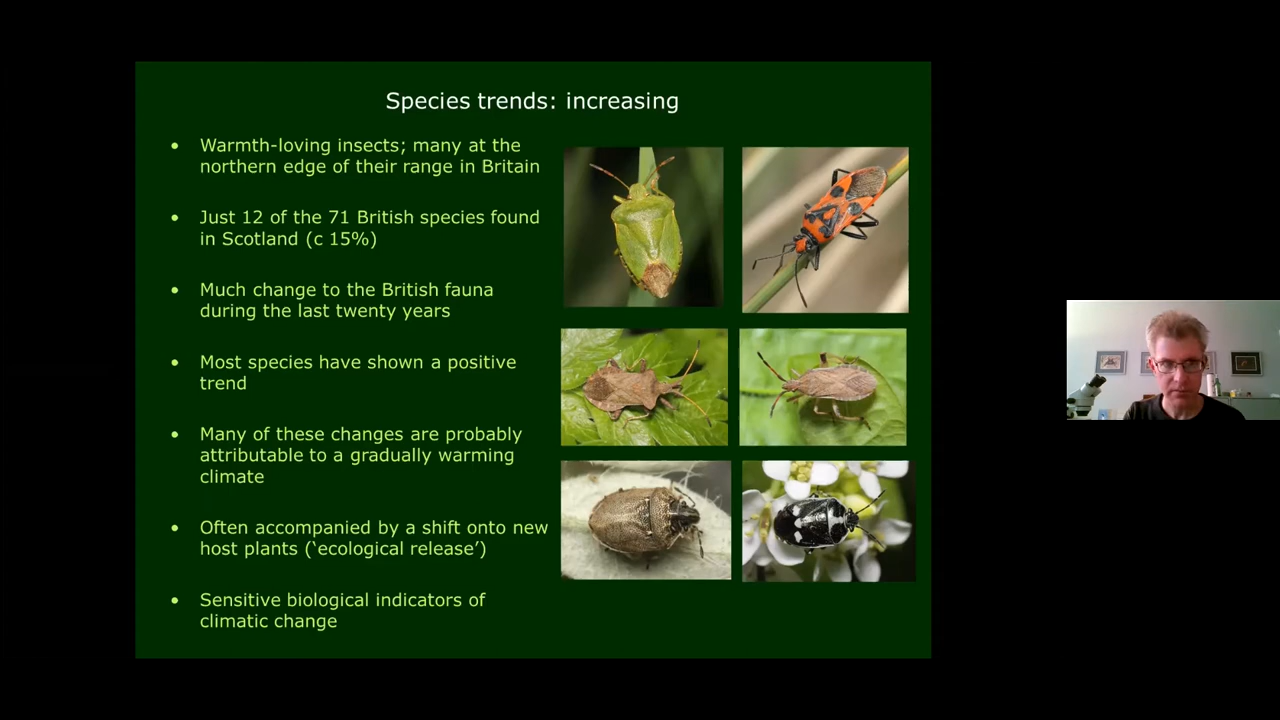 Species trends: increasing
• Warmth-loving insects; many at the
northern edge of their range in Britain
• Just 12 of the 71 British species found
in Scotland (c 15%)
• Much change to the British fauna
during the last twenty years
• Most species have shown a positive
trend
• Many of these changes are probably
attributable to a gradually warming
climate
• Often accompanied by a shift onto new
host plants (‘ecological release’)
• Sensitive biological indicators of
climatic change